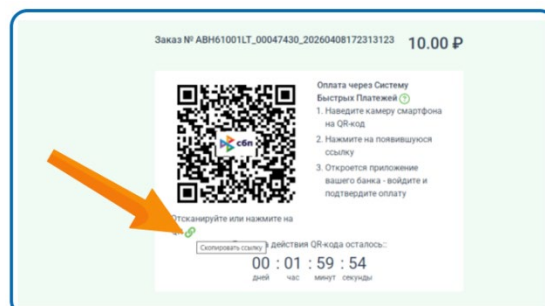 Заказ № ABH61001LT_00047430_20260408172313123
10.00 ₽
сбп
Оплата через Систему
Быстрых Платежей ?
1. Наведите камеру смартфона
на QR-код
2. Нажмите на появившуюся
ссылку
3. Откроется приложение
вашего банка - войдите и
подтвердите оплату
Отсканируйте или нажмите на
Скопировать ссылку
действия QR-кода осталось::
00 : 01 : 59 : 54
дней час минут секунды